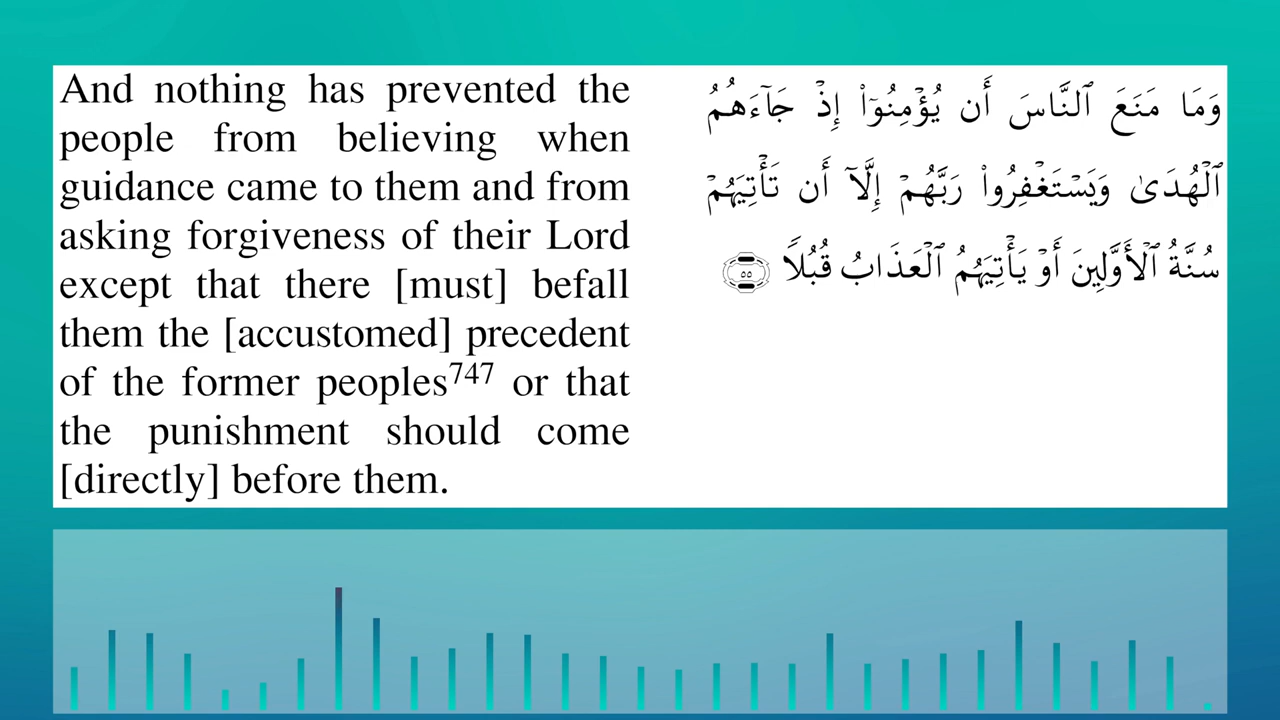 And nothing has prevented the
people from believing when
guidance came to them and from
asking forgiveness of their Lord
except that there [must] befall
them the [accustomed] precedent
of the former peoples747 or that
the punishment should come
[directly] before them.
وَمَا مَنَعَ ٱلنَّاسَ أَن يُؤۡمِنُوٓاْ إِذۡ جَآءَهُمُ
ٱلۡهُدَىٰ وَيَسۡتَغۡفِرُواْ رَبَّهُمۡ إِلَّآ أَن تَأۡتِيَهُمۡ
سُنَّةُ ٱلۡأَوَّلِينَ أَوۡ يَأۡتِيَهُمُ ٱلۡعَذَابُ قُبُلٗا ٥٥